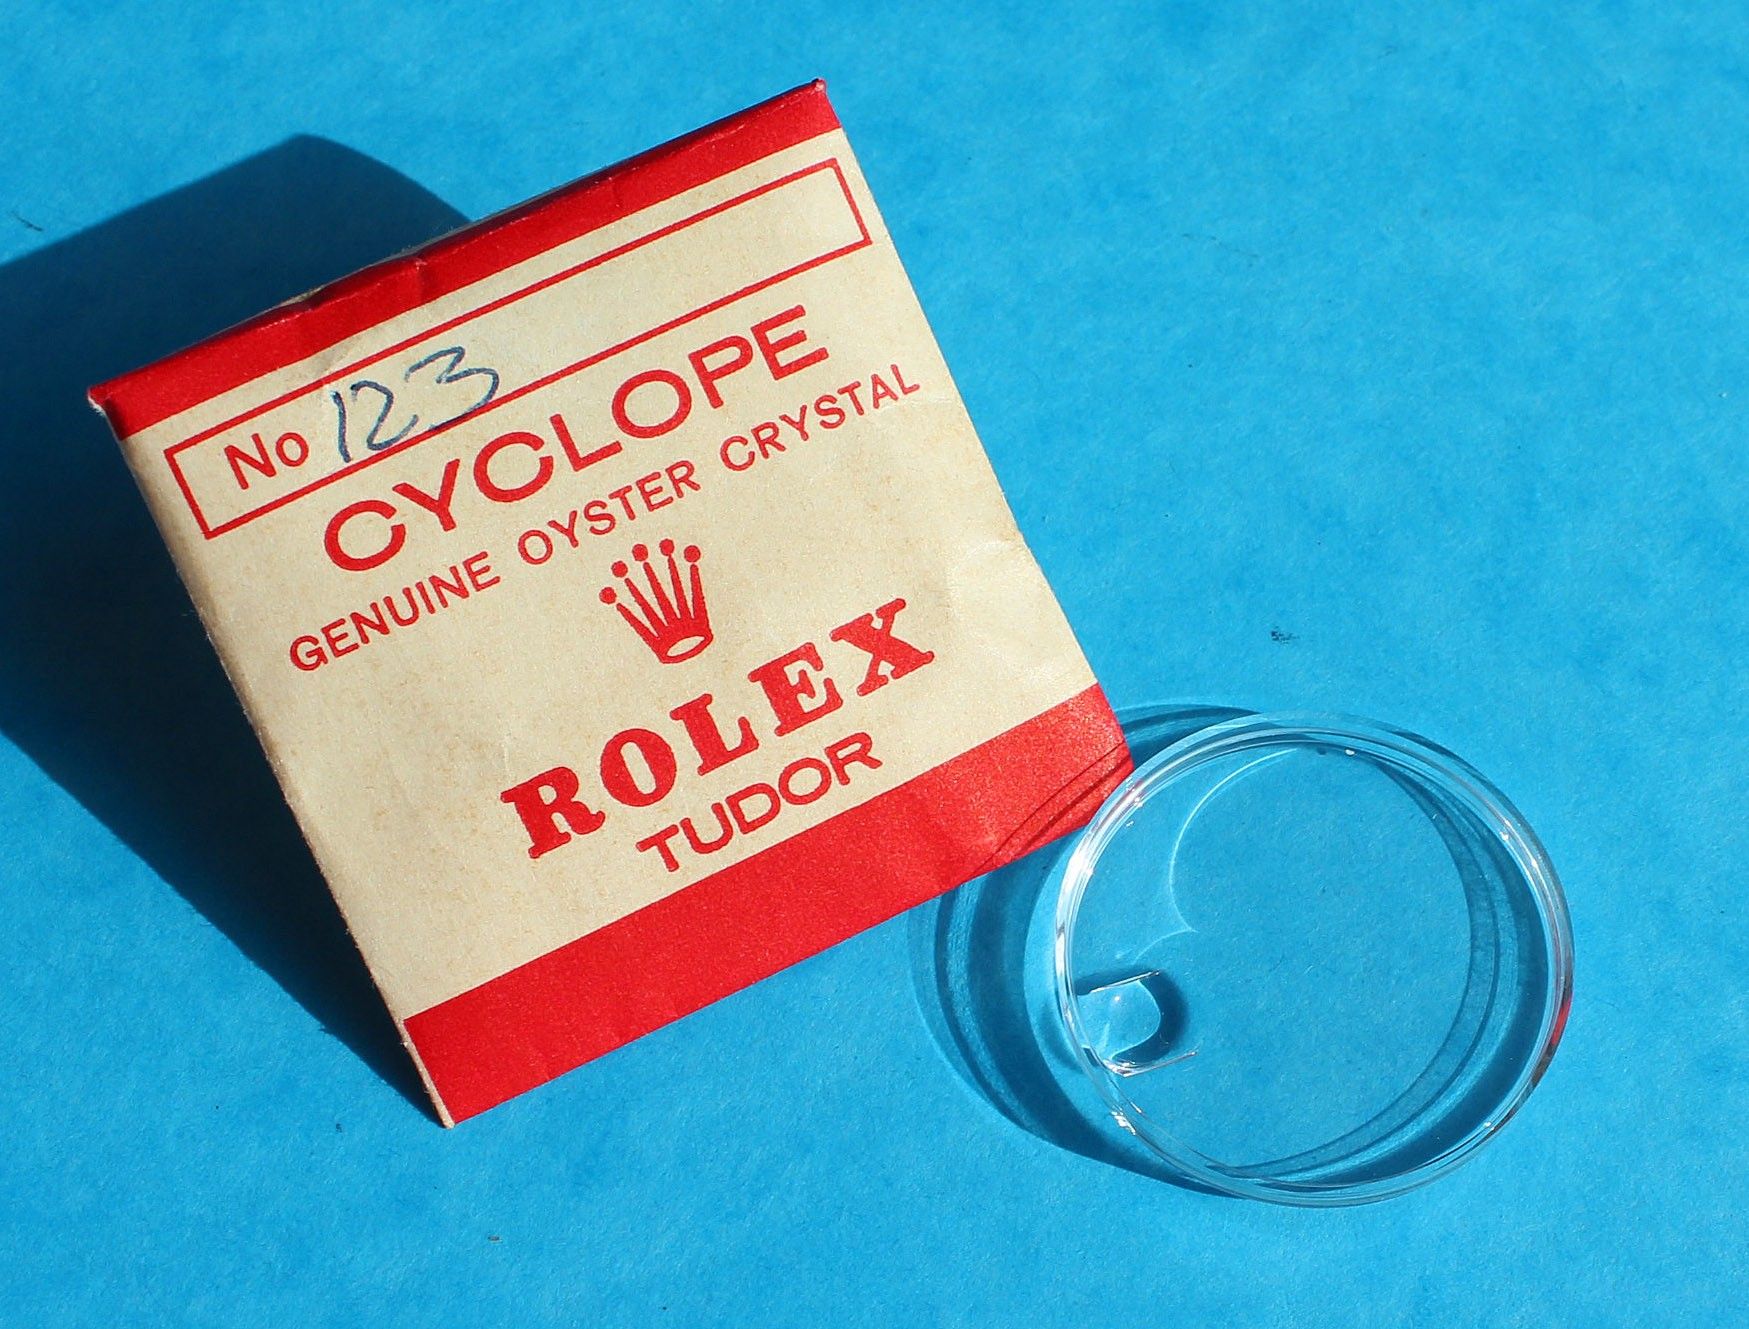 No 123
CYCLOPE
GENUINE OYSTER CRYSTAL
ROLEX
TUDOR